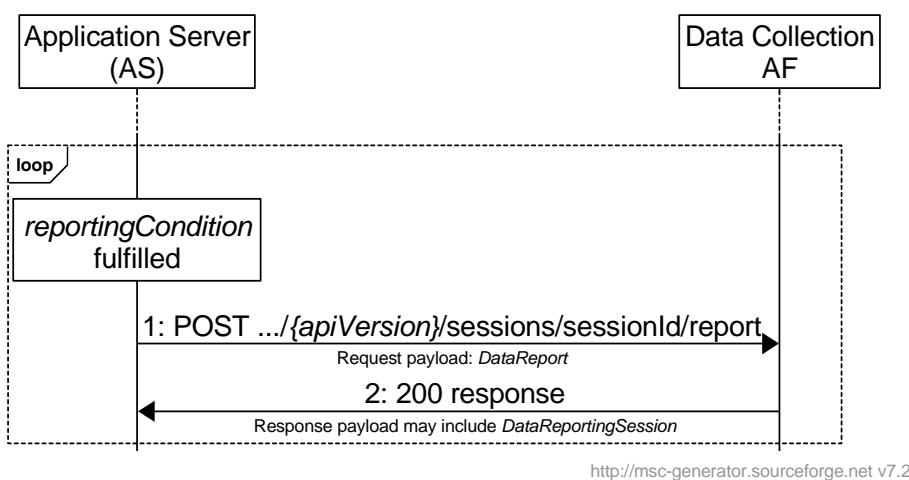 Application Server
(AS)
Data Collection
AF
loop
reportingCondition
fulfilled
1: POST .../{apiVersion}/sessions/sessionId/report
Request payload: DataReport
2: 200 response
Response payload may include DataReportingSession
http://msc-generator.sourceforge.net v7.2